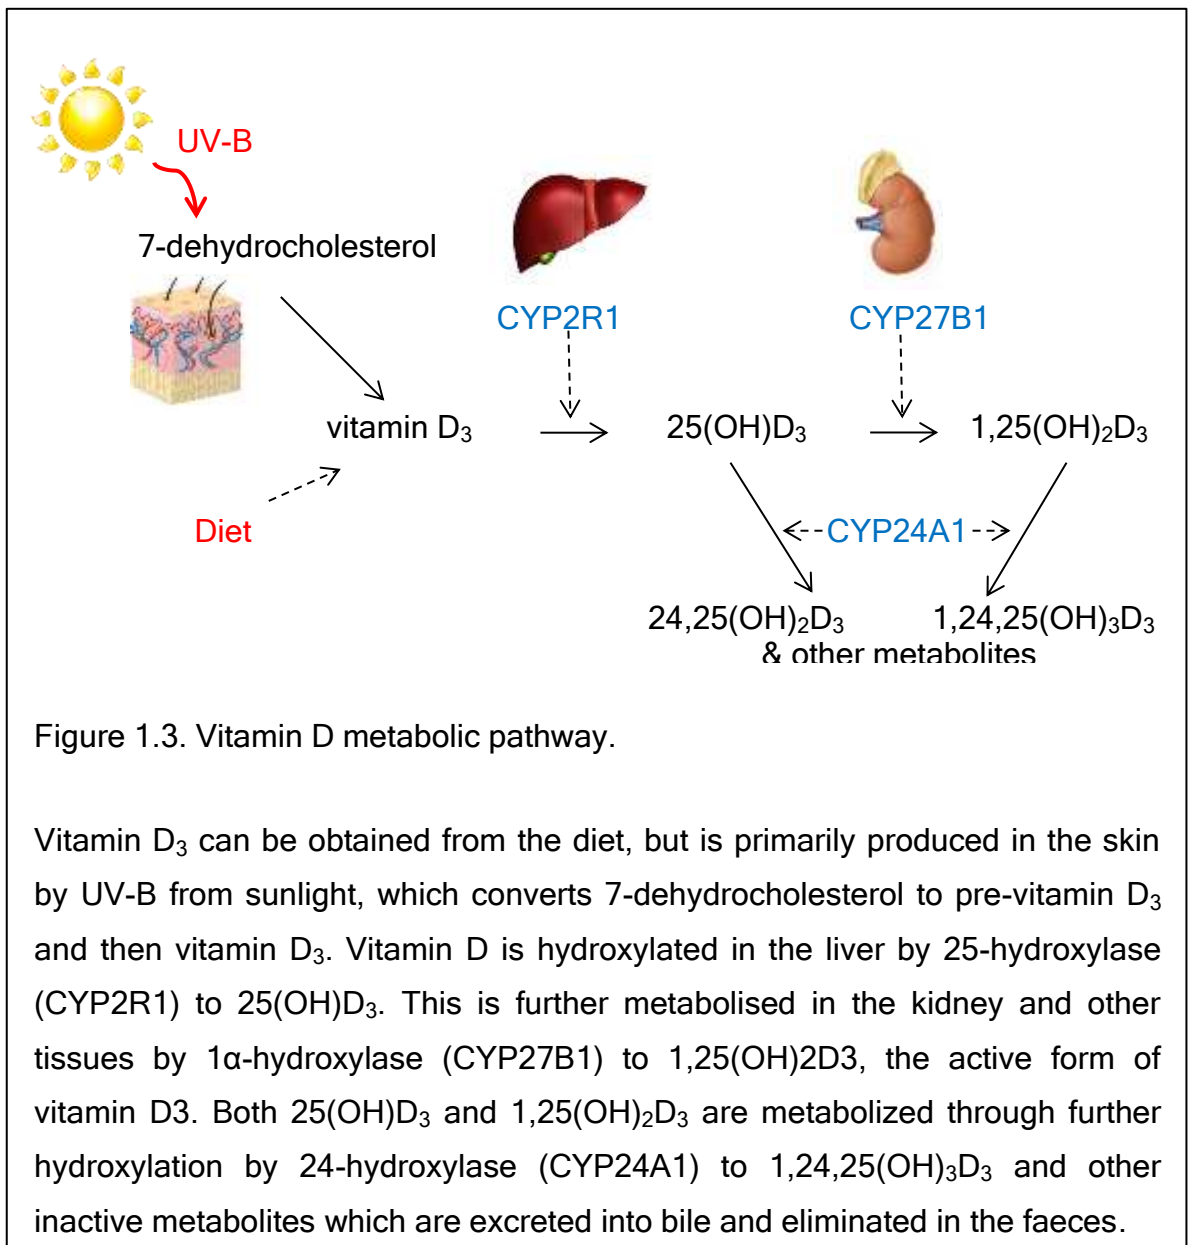 UV-B
7-dehydrocholesterol
CYP2R1
CYP27B1
vitamin D₃
25(OH)D₃
1,25(OH)₂D₃
Diet
CYP24A1
24,25(OH)₂D₃
1,24,25(OH)₃D₃
& other metabolites
Figure 1.3. Vitamin D metabolic pathway.
Vitamin D₃ can be obtained from the diet, but is primarily produced in the skin
by UV-B from sunlight, which converts 7-dehydrocholesterol to pre-vitamin D₃
and then vitamin D₃. Vitamin D is hydroxylated in the liver by 25-hydroxylase
(CYP2R1) to 25(OH)D₃. This is further metabolised in the kidney and other
tissues by 1α-hydroxylase (CYP27B1) to 1,25(OH)2D3, the active form of
vitamin D3. Both 25(OH)D₃ and 1,25(OH)₂D₃ are metabolized through further
hydroxylation by 24-hydroxylase (CYP24A1) to 1,24,25(OH)₃D₃ and other
inactive metabolites which are excreted into bile and eliminated in the faeces.